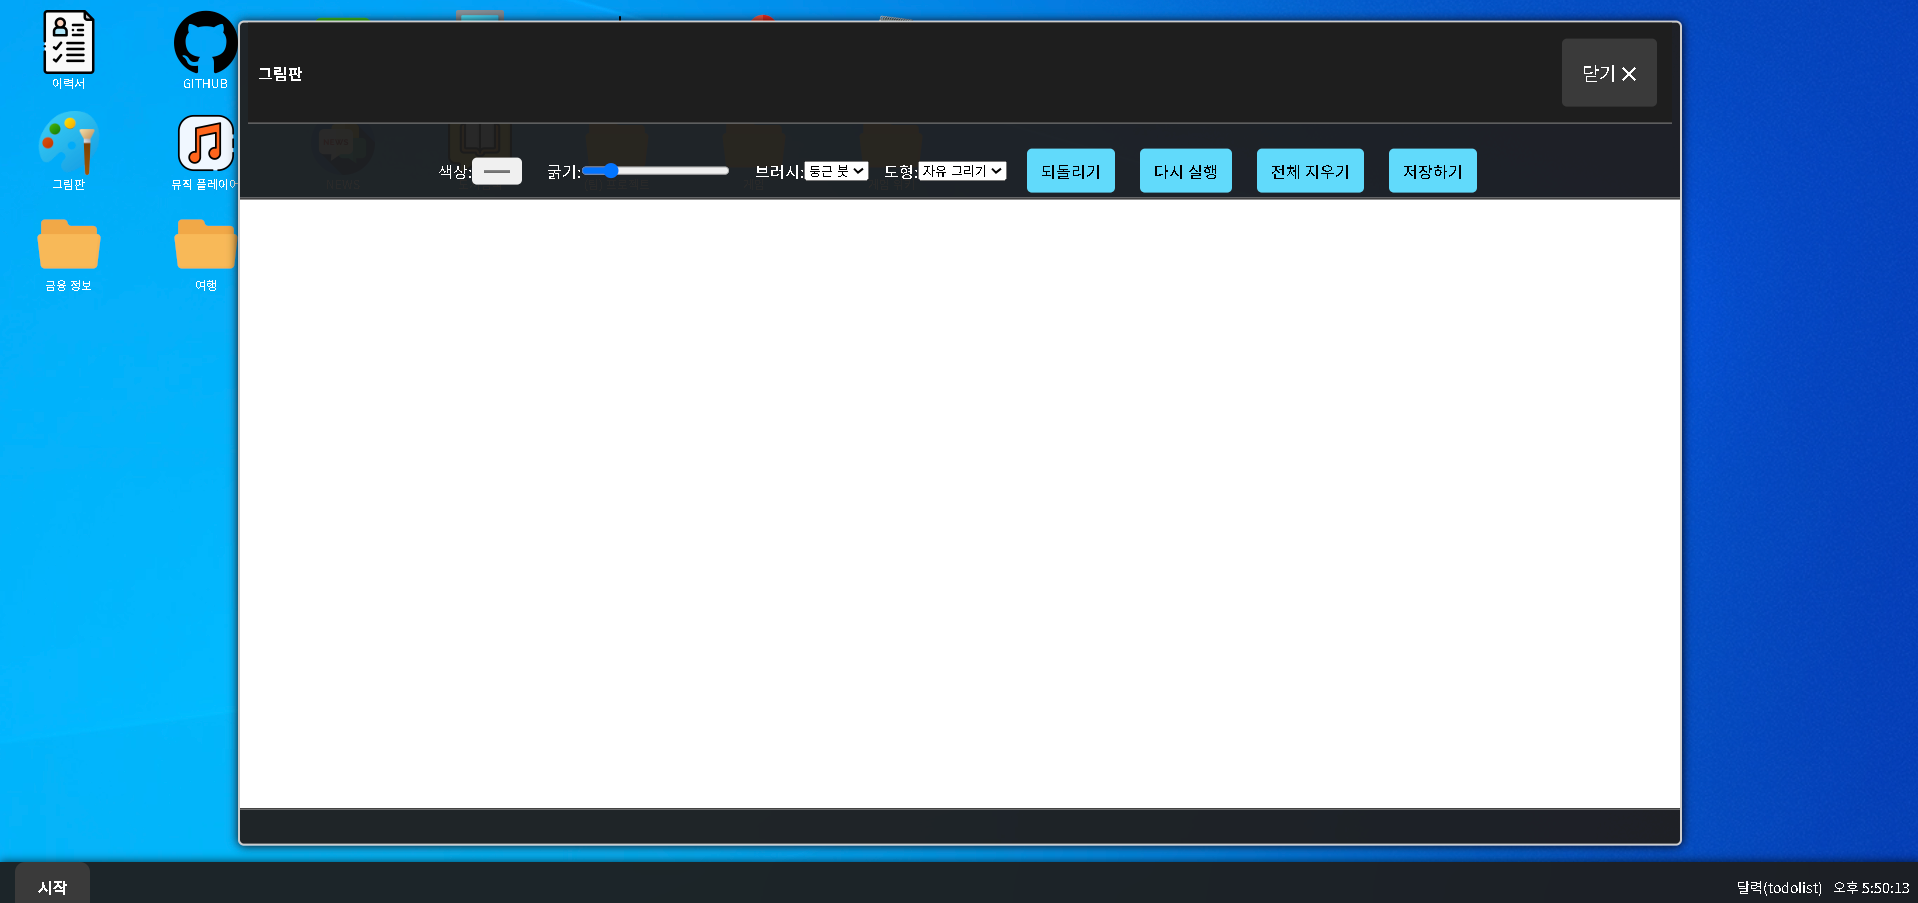 이력서
GITHUB
그림판
닫기 ✕
그림판
뮤직 플레이어
NEWS
색상:
굵기:
브러시: 둥근 붓
도형: 자유 그리기
되돌리기
다시 실행
전체 지우기
저장하기
금융 정보
여행
시작
달력(todolist)
오후 5:50:13